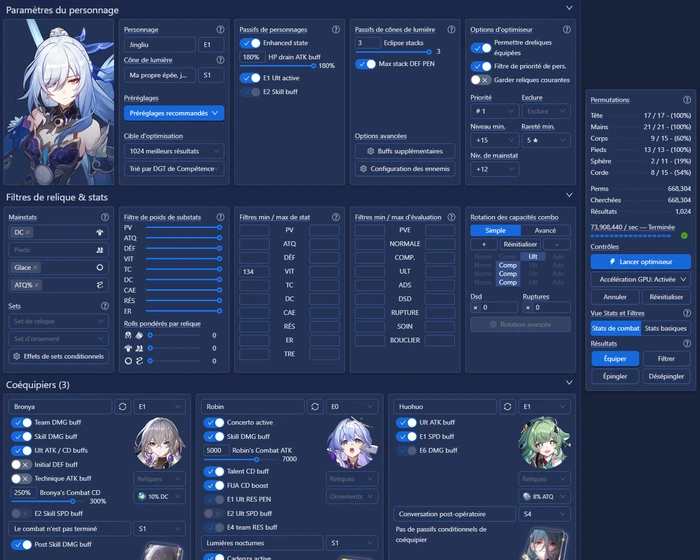 Paramètres du personnage
Personnage
Jingliu
E1
Cône de lumière
Ma propre épée, j...
S1
Préréglages
Préréglages recommandés
Cible d'optimisation
1024 meilleurs résultats
Trié par DGT de Compétence
Passifs de personnages
Enhanced state
180%
HP drain ATK buff
180%
E1 Ult active
E2 Skill buff
Passifs de cônes de lumière
3
Eclipse stacks
3
Max stack DEF PEN
Options avancées
Buffs supplémentaires
Configuration des ennemis
Options d'optimiseur
Permettre dreliques équipées
Filtre de priorité de pers.
Garder reliques courantes
Priorité
Exclure
# 1
Exclure
Niveau min.
Rareté min.
+15
5 ★
Niv. de mainstat
+12
Permutations
Tête 17 / 17 - (100%)
Mains 21 / 21 - (100%)
Corps 9 / 15 - (60%)
Pieds 13 / 13 - (100%)
Sphère 2 / 11 - (19%)
Corde 8 / 15 - (54%)
Perms 668,304
Cherchées 668,304
Résultats 1,024
73,908,440 / sec — Terminée
Contrôles
Lancer optimiseur
Accélération GPU: Activée
Annuler
Réinitialiser
Vue Stats et Filtres
Stats de combat
Stats basiques
Résultats
Équiper
Filtrer
Épingler
Désépingler
Filtres de relique & stats
Mainstats
DC
Pieds
Glace
ATQ%
Sets
Set de relique
Set d'ornement
Effets de sets conditionnels
Filtre de poids de substats
PV
ATQ
DÉF
VIT
TC
DC
CAE
RÉS
ER
Rolls pondérés par relique
0
0
0
Filtres min / max de stat
PV
ATQ
DÉF
134
VIT
TC
DC
CAE
RÉS
ER
TRE
Filtres min / max d'évaluation
PVE
NORMALE
COMP.
ULT
ADS
DSD
RUPTURE
SOIN
BOUCLIER
Rotation des capacités combo
Simple
Avancé
+
Réinitialiser
-
Norm Comp Ult Ads
Norm Comp Ult Ads
Norm Comp Ult Ads
Norm Comp Ult Ads
Dsd
Ruptures
× 0
× 0
Rotation avancée
Coéquipiers (3)
Bronya
E1
Team DMG buff
Skill DMG buff
Ult ATK / CD buffs
Initial DEF buff
Technique ATK buff
250%
Bronya's Combat CD
300%
E2 Skill SPD buff
Reliques
10% DC
Le combat n'est pas terminé
S1
Post Skill DMG buff
Robin
E0
Concerto active
Skill DMG buff
5000
Robin's Combat ATK
7000
Talent CD buff
FUA CD boost
E1 Ult RES PEN
E2 Ult SPD buff
E4 team RES buff
Reliques
Ornements
Lumières nocturnes
S1
Cadenza active
Huohuo
E1
Ult ATK buff
E1 SPD buff
E6 DMG buff
Reliques
8% ATQ
Conversation post-opératoire
S4
Pas de passifs conditionnels de
coéquipier